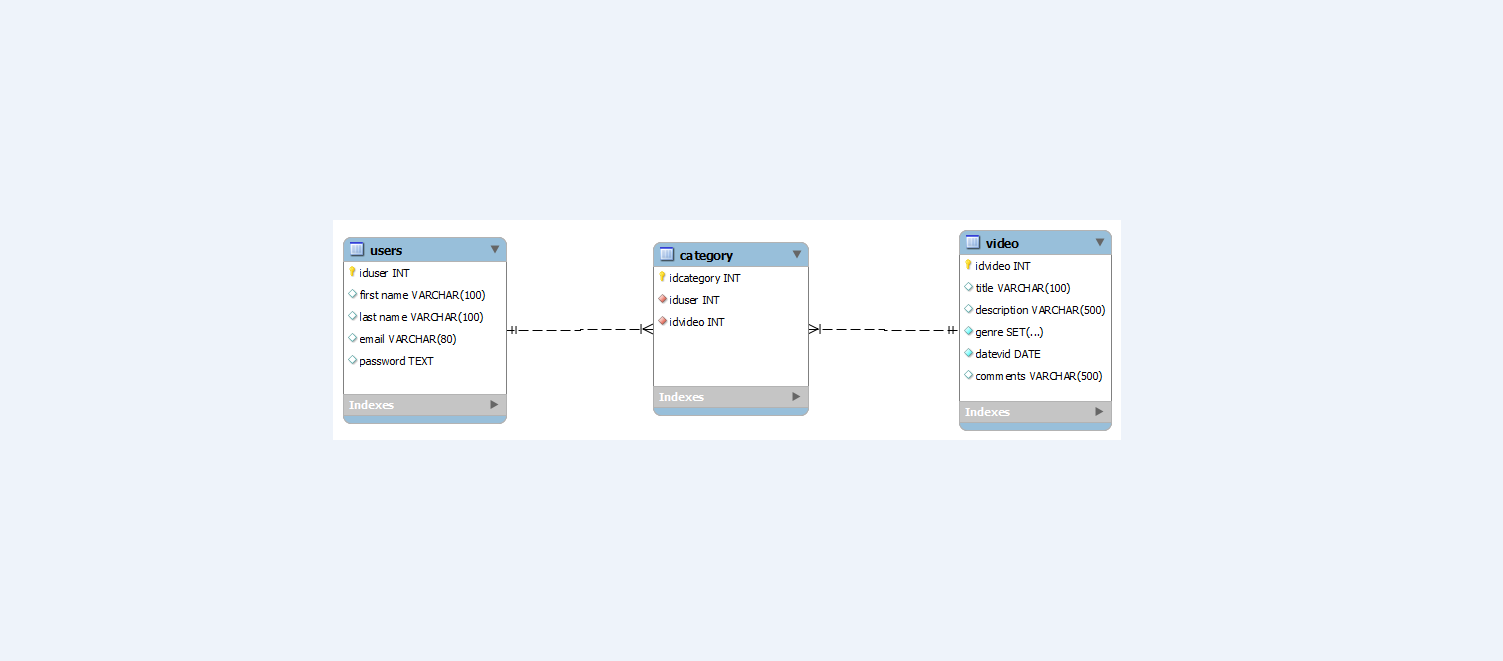 users
iduser INT
first name VARCHAR(100)
last name VARCHAR(100)
email VARCHAR(80)
password TEXT
Indexes
category
idcategory INT
iduser INT
idvideo INT
Indexes
video
idvideo INT
title VARCHAR(100)
description VARCHAR(500)
genre SET(...)
datevid DATE
comments VARCHAR(500)
Indexes